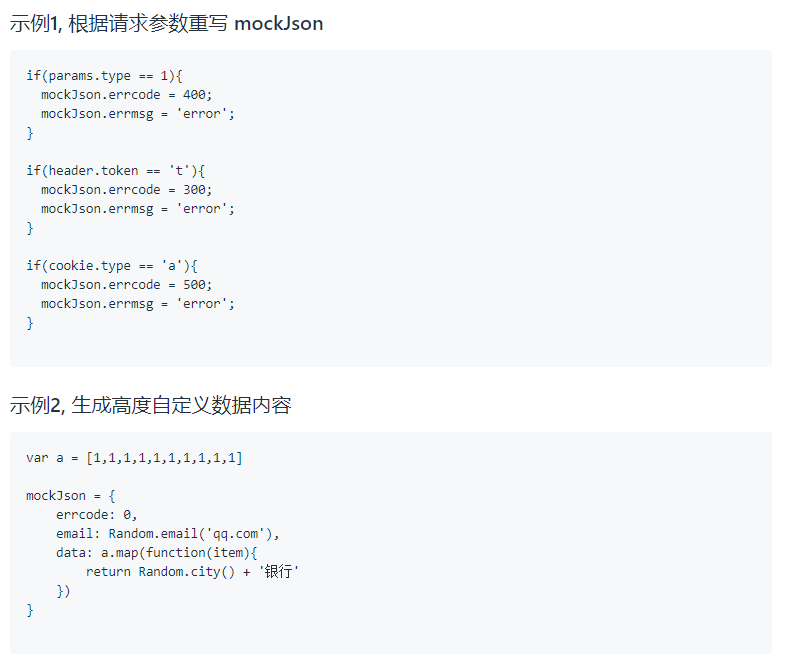 示例1, 根据请求参数重写 mockJson
if(params.type == 1){
  mockJson.errcode = 400;
  mockJson.errmsg = 'error';
}
if(header.token == 't'){
  mockJson.errcode = 300;
  mockJson.errmsg = 'error';
}
if(cookie.type == 'a'){
  mockJson.errcode = 500;
  mockJson.errmsg = 'error';
}
示例2, 生成高度自定义数据内容
var a = [1,1,1,1,1,1,1,1,1,1]
mockJson = {
    errcode: 0,
    email: Random.email('qq.com'),
    data: a.map(function(item){
        return Random.city() + '银行'
    })
}